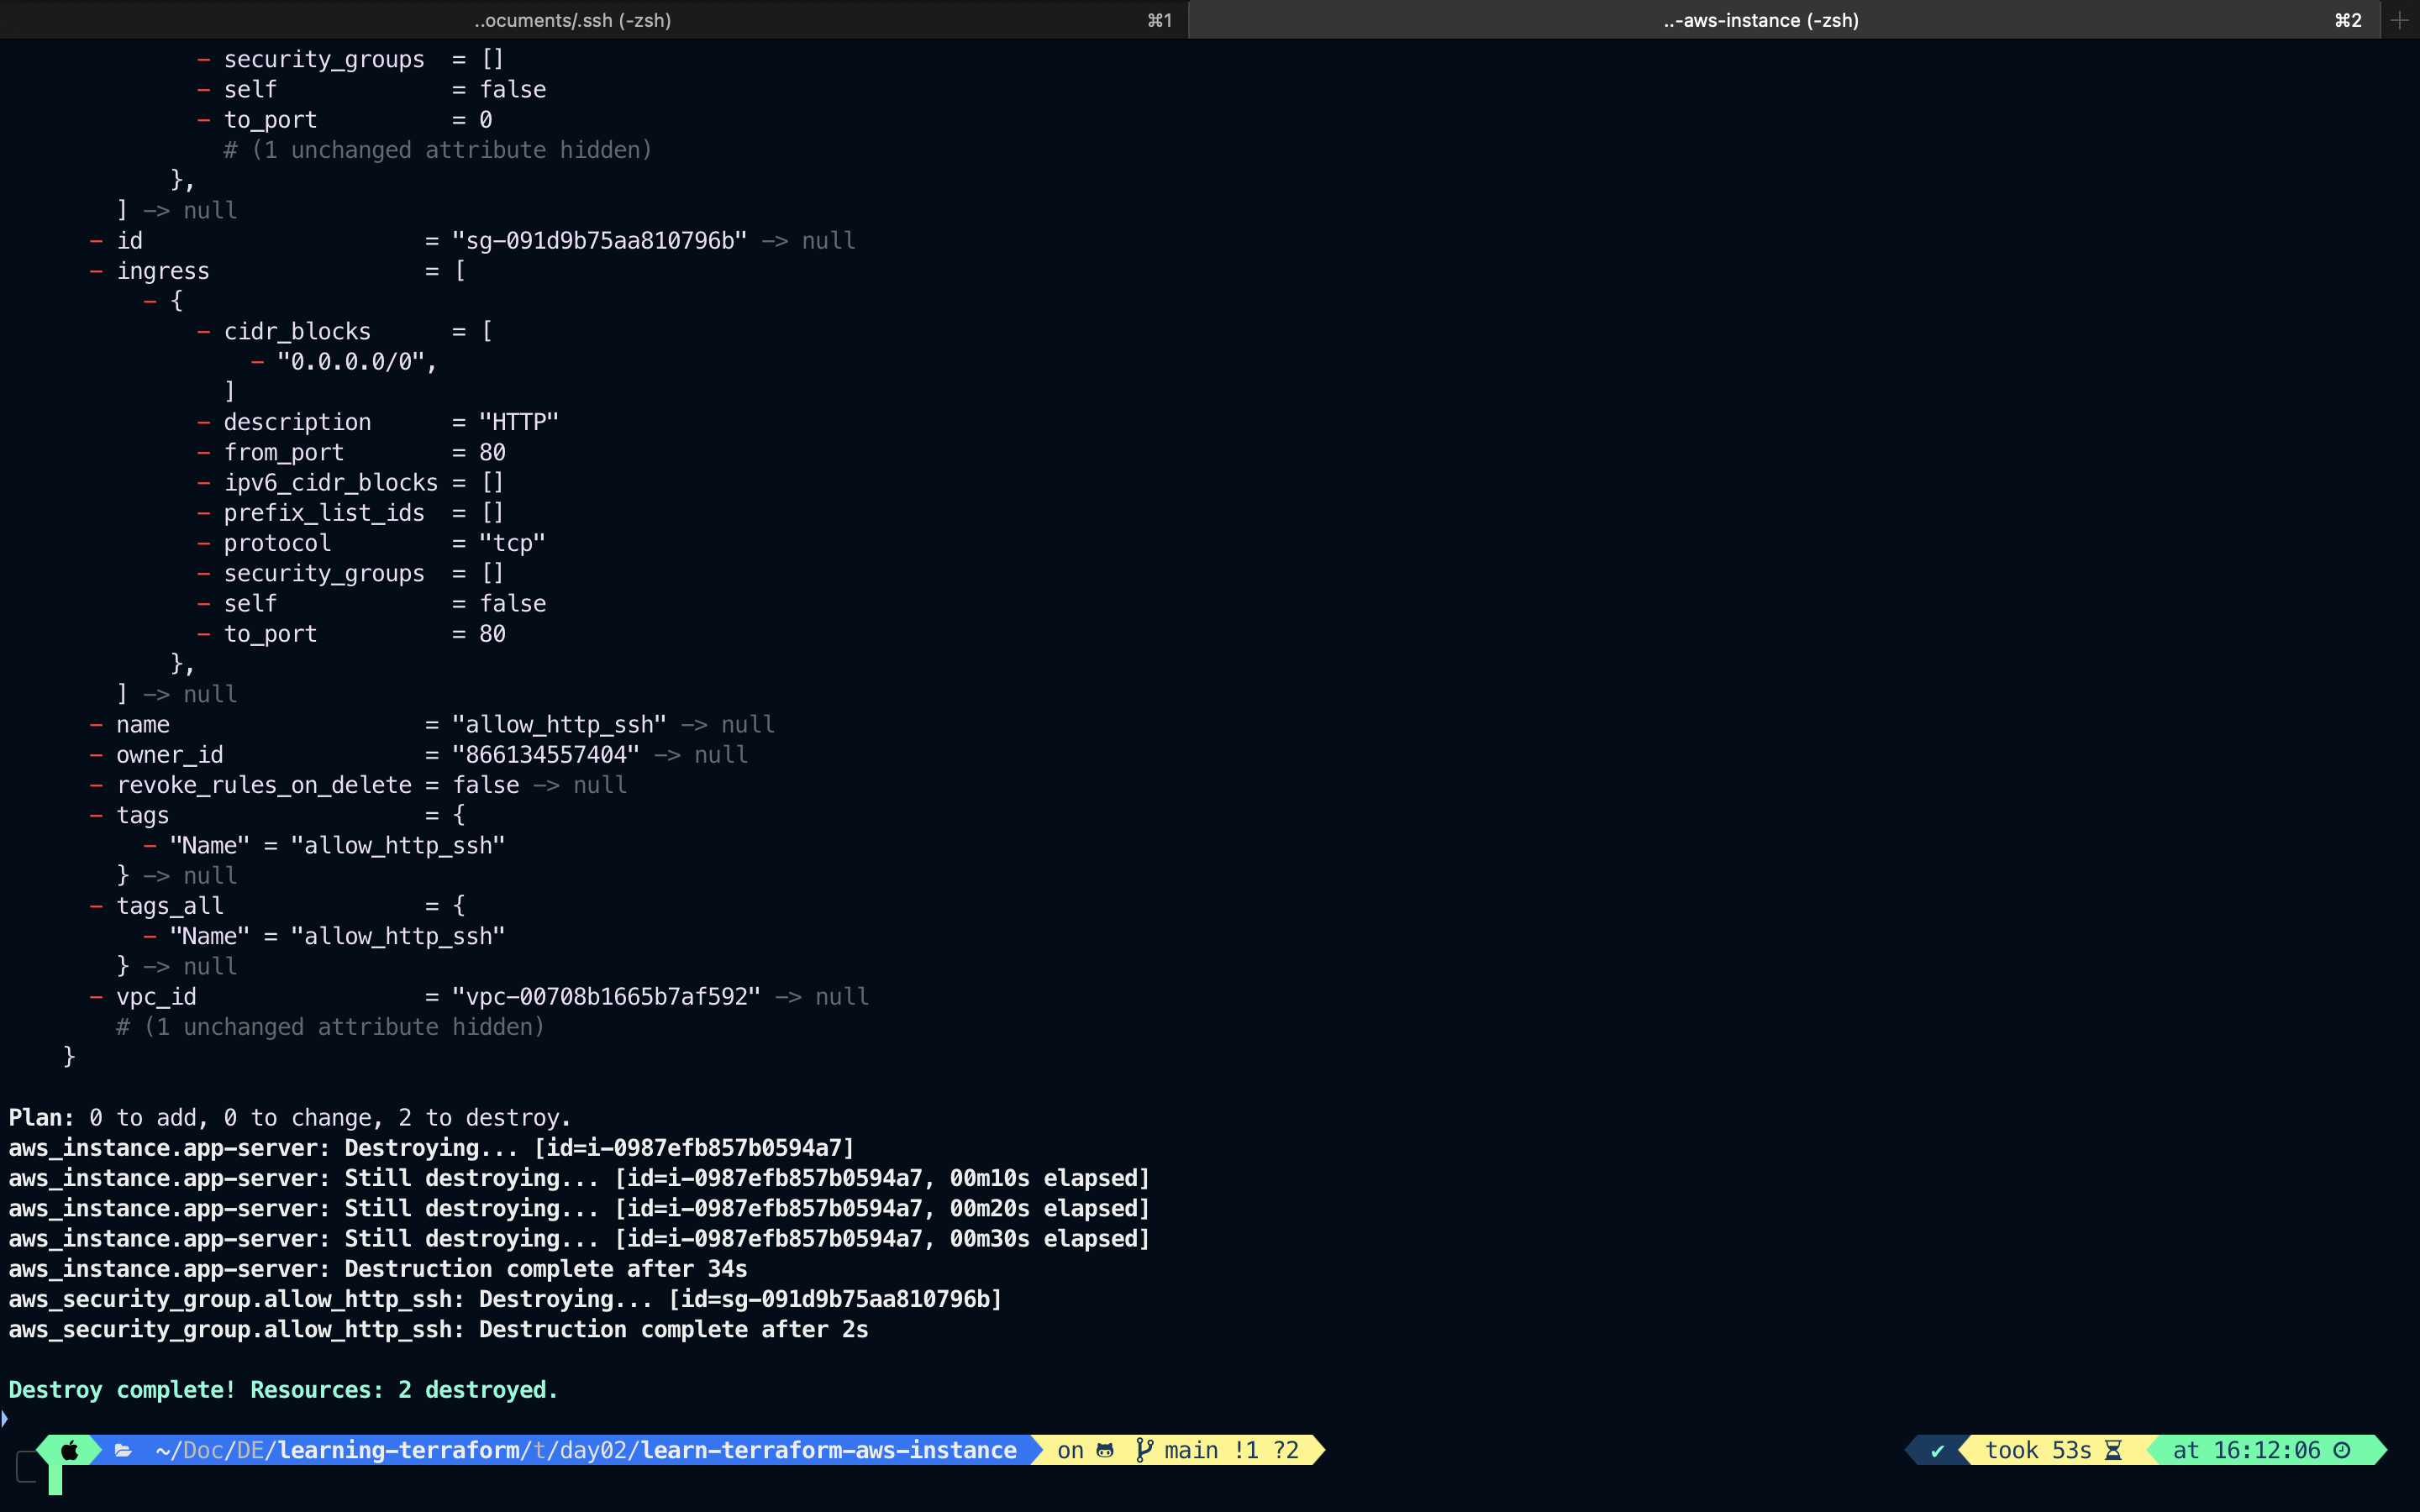 ..ocuments/.ssh (-zsh) ⌘1 ..-aws-instance (-zsh) ⌘2 +
- security_groups  = []
- self             = false
- to_port          = 0
# (1 unchanged attribute hidden)
},
] -> null
- id                     = "sg-091d9b75aa810796b" -> null
- ingress                = [
- {
- cidr_blocks      = [
- "0.0.0.0/0",
]
- description      = "HTTP"
- from_port        = 80
- ipv6_cidr_blocks = []
- prefix_list_ids  = []
- protocol         = "tcp"
- security_groups  = []
- self             = false
- to_port          = 80
},
] -> null
- name                   = "allow_http_ssh" -> null
- owner_id               = "866134557404" -> null
- revoke_rules_on_delete = false -> null
- tags                   = {
- "Name" = "allow_http_ssh"
} -> null
- tags_all               = {
- "Name" = "allow_http_ssh"
} -> null
- vpc_id                 = "vpc-00708b1665b7af592" -> null
# (1 unchanged attribute hidden)
}
Plan: 0 to add, 0 to change, 2 to destroy.
aws_instance.app-server: Destroying... [id=i-0987efb857b0594a7]
aws_instance.app-server: Still destroying... [id=i-0987efb857b0594a7, 00m10s elapsed]
aws_instance.app-server: Still destroying... [id=i-0987efb857b0594a7, 00m20s elapsed]
aws_instance.app-server: Still destroying... [id=i-0987efb857b0594a7, 00m30s elapsed]
aws_instance.app-server: Destruction complete after 34s
aws_security_group.allow_http_ssh: Destroying... [id=sg-091d9b75aa810796b]
aws_security_group.allow_http_ssh: Destruction complete after 2s
Destroy complete! Resources: 2 destroyed.
~/Doc/DE/learning-terraform/t/day02/learn-terraform-aws-instance on main !1 ?2 ✔ took 53s at 16:12:06